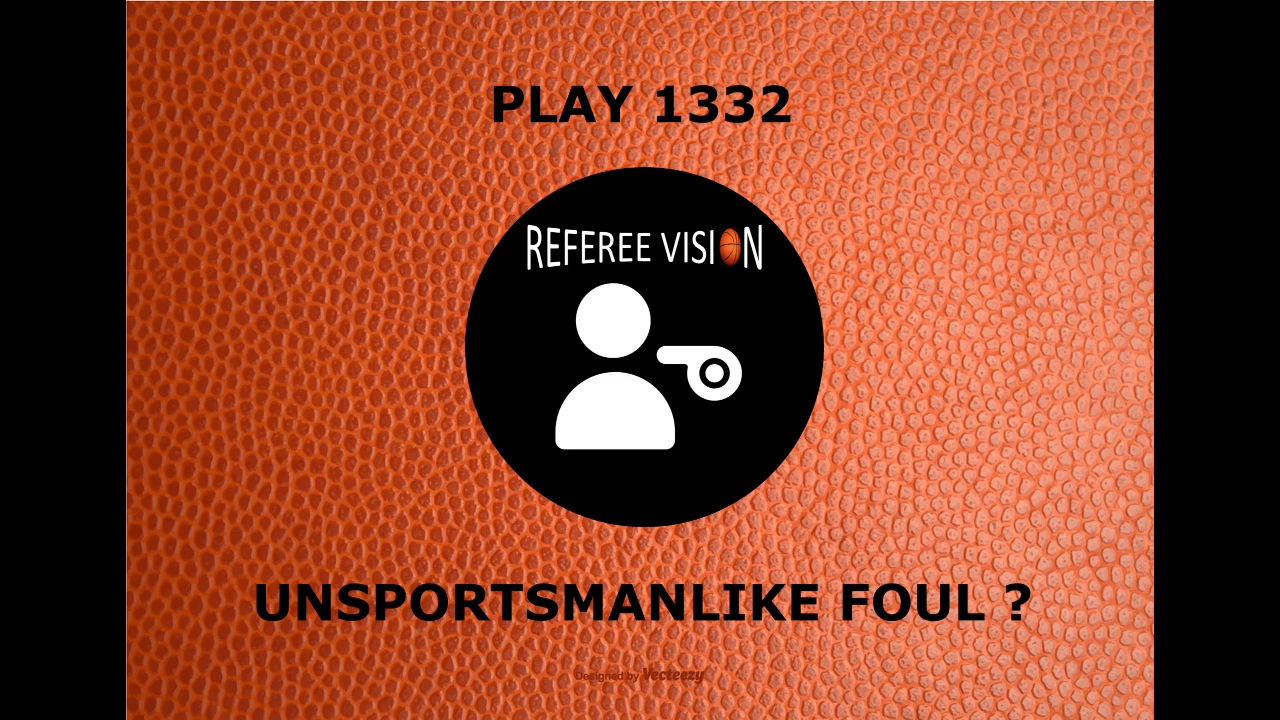 PLAY 1332
REFEREE VISION
UNSPORTSMANLIKE FOUL ?
Designed by Vecteezy